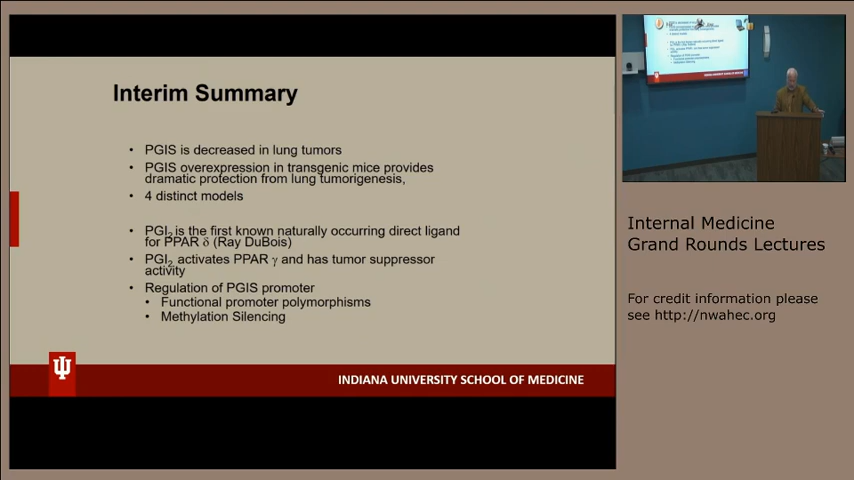 Interim Summary
• PGIS is decreased in lung tumors
• PGIS overexpression in transgenic mice provides
dramatic protection from lung tumorigenesis,
• 4 distinct models
• PGI2 is the first known naturally occurring direct ligand
for PPAR δ (Ray DuBois)
• PGI2 activates PPAR γ and has tumor suppressor
activity
• Regulation of PGIS promoter
• Functional promoter polymorphisms
• Methylation Silencing
INDIANA UNIVERSITY SCHOOL OF MEDICINE
Internal Medicine
Grand Rounds Lectures
For credit information please
see http://nwahec.org